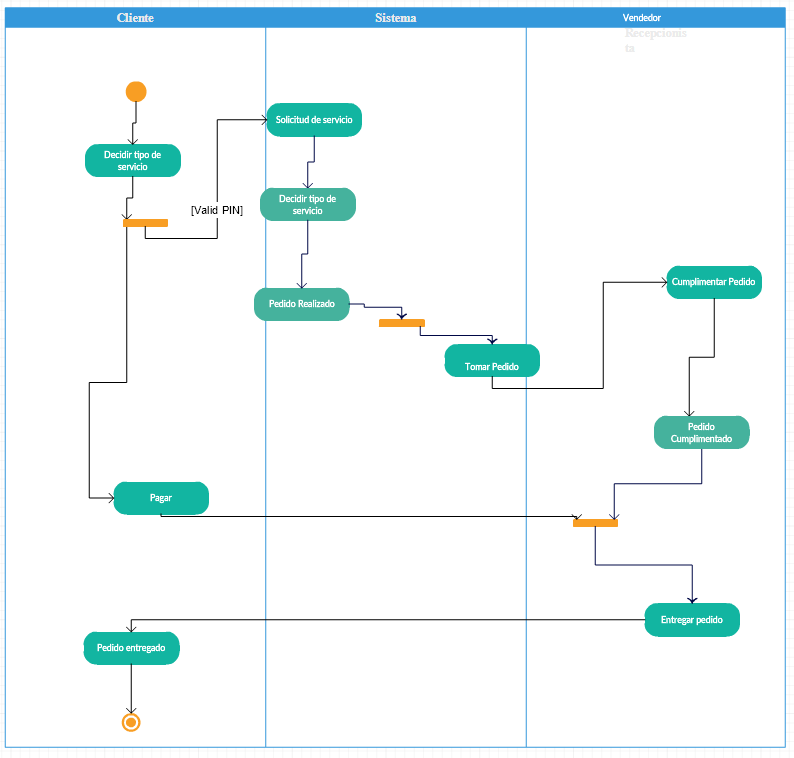 Cliente
Sistema
Vendedor
Recepcionis
ta
Solicitud de servicio
Decidir tipo de
servicio
[Valid PIN]
Decidir tipo de
servicio
Cumplimentar Pedido
Pedido Realizado
Tomar Pedido
Pedido
Cumplimentado
Pagar
Entregar pedido
Pedido entregado